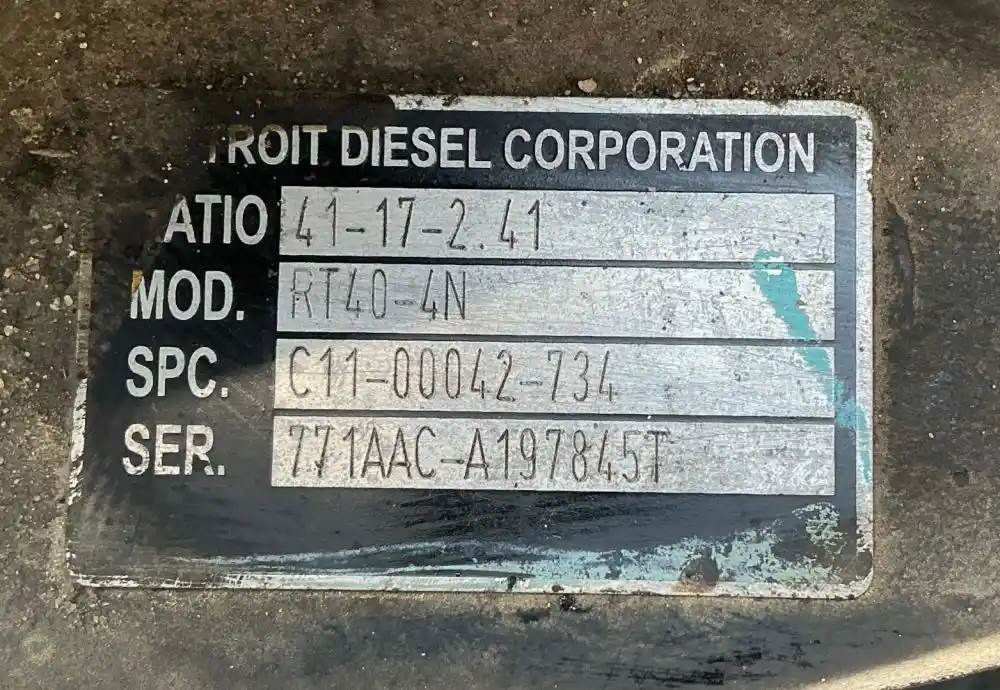 TROIT DIESEL CORPORATION
ATIO 41-17-2.41
MOD. RT40-4N
SPC. C11-00042-734
SER. 771AAC-A197845T